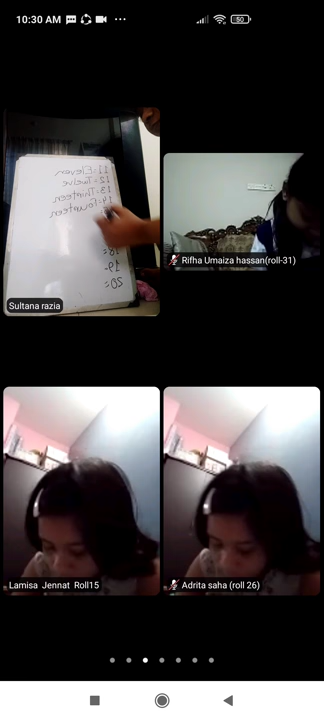 10:30 AM
50
11=Eleven
12=Twelve
13=Thirteen
14=Fourteen
18=
19-
20=
Sultana razia
Rifha Umaiza hassan(roll-31)
Lamisa Jennat Roll15
Adrita saha (roll 26)